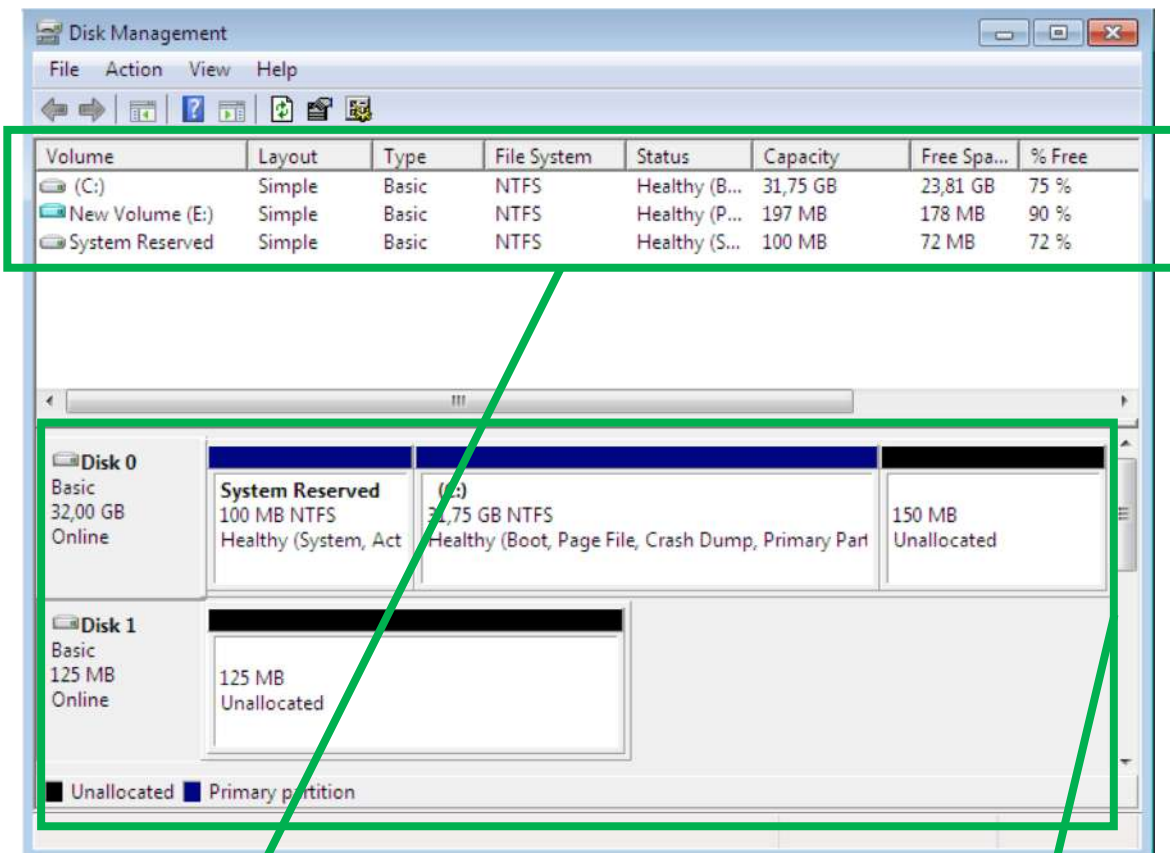 Disk Management
File Action View Help
Volume Layout Type File System Status Capacity Free Spa... % Free
(C:) Simple Basic NTFS Healthy (B... 31,75 GB 23,81 GB 75 %
New Volume (E:) Simple Basic NTFS Healthy (P... 197 MB 178 MB 90 %
System Reserved Simple Basic NTFS Healthy (S... 100 MB 72 MB 72 %
Disk 0
Basic
32,00 GB
Online
System Reserved
100 MB NTFS
Healthy (System, Act
(C:)
31,75 GB NTFS
Healthy (Boot, Page File, Crash Dump, Primary Part
150 MB
Unallocated
Disk 1
Basic
125 MB
Online
125 MB
Unallocated
Unallocated Primary partition